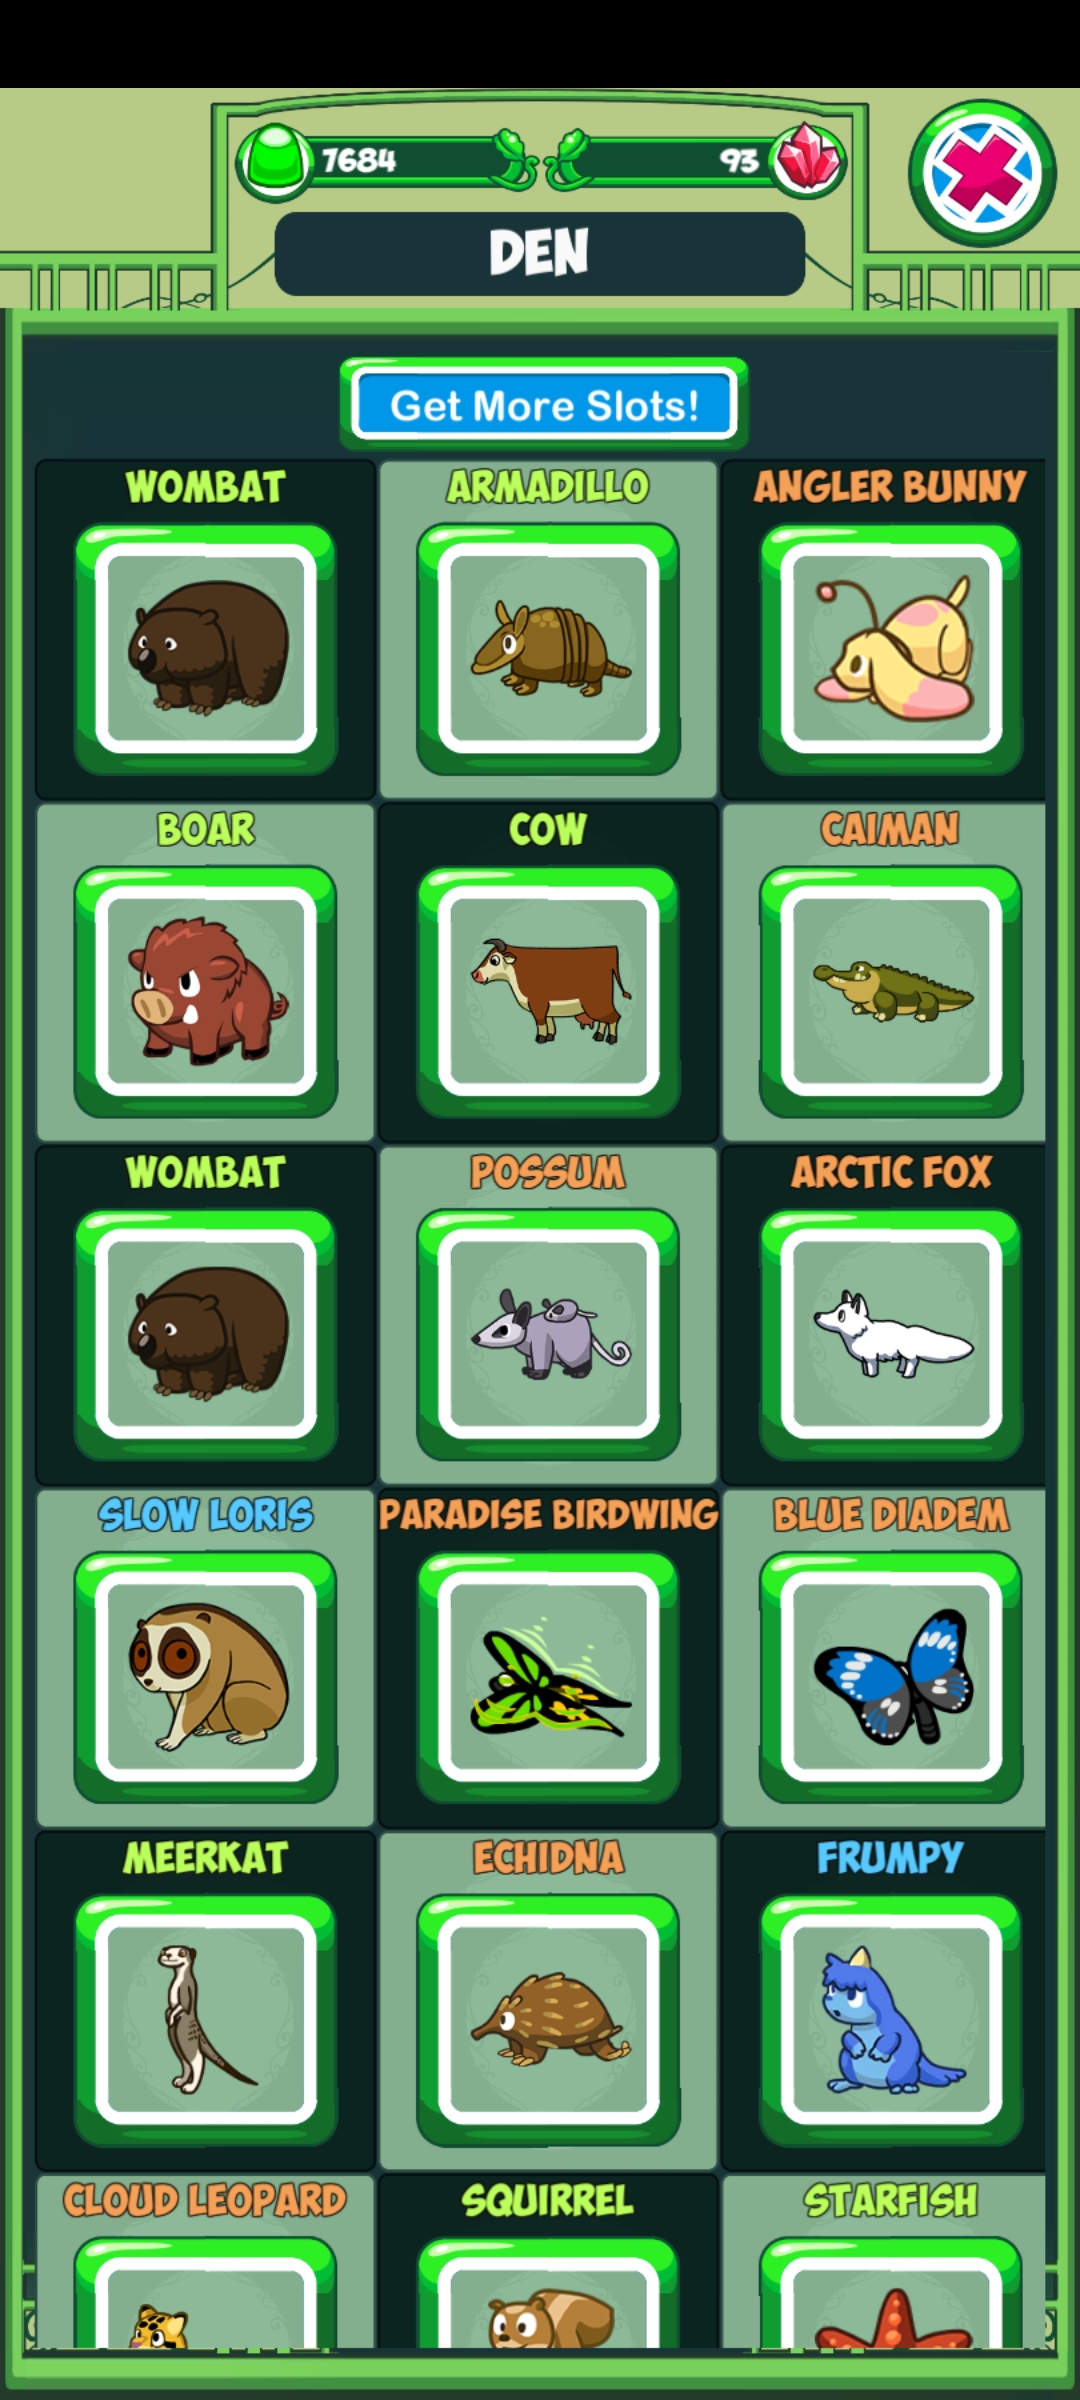 7684 93
DEN
Get More Slots!
WOMBAT ARMADILLO ANGLER BUNNY
BOAR COW CAIMAN
WOMBAT POSSUM ARCTIC FOX
SLOW LORIS PARADISE BIRDWING BLUE DIADEM
MEERKAT ECHIDNA FRUMPY
CLOUD LEOPARD SQUIRREL STARFISH